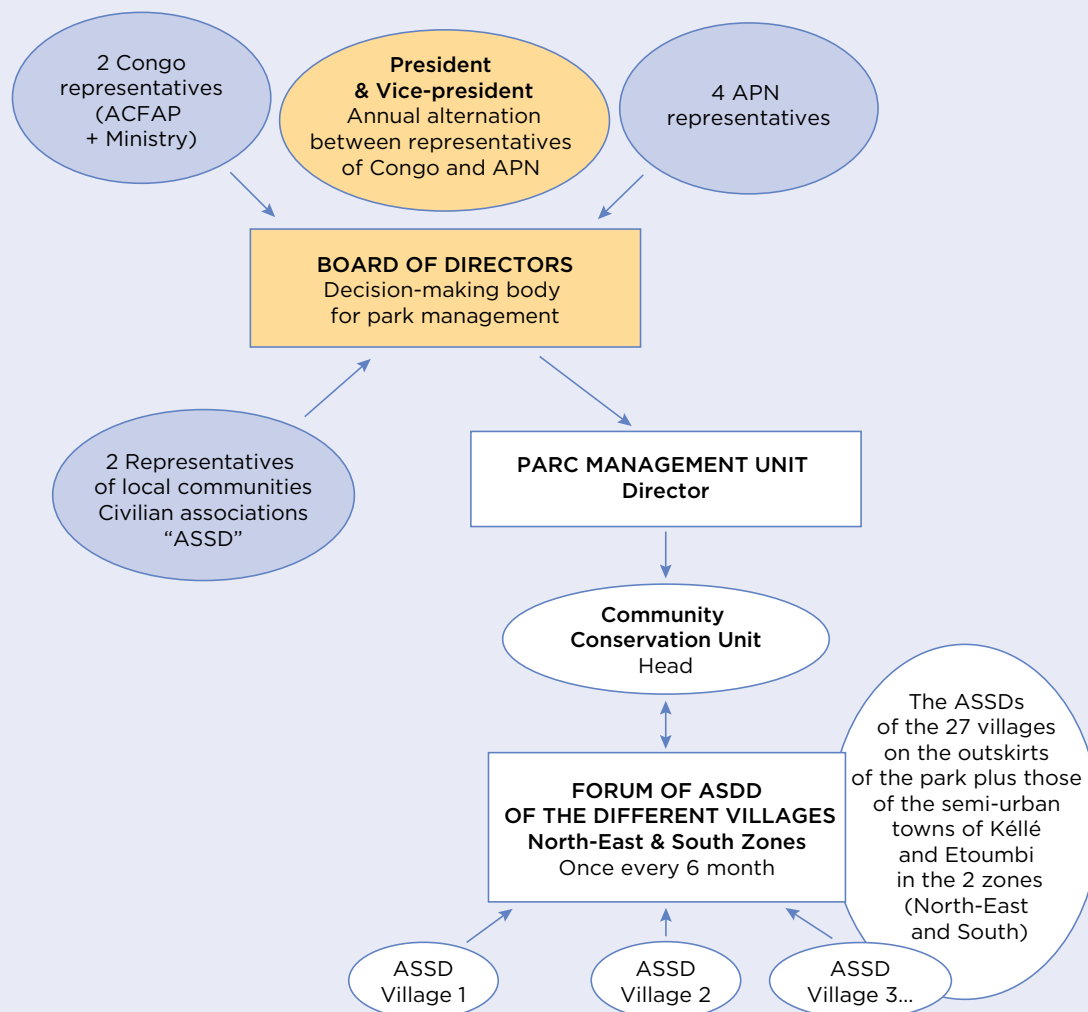 2 Congo
representatives
(ACFAP
+ Ministry)
President
& Vice-president
Annual alternation
between representatives
of Congo and APN
4 APN
representatives
BOARD OF DIRECTORS
Decision-making body
for park management
2 Representatives
of local communities
Civilian associations
“ASSD”
PARC MANAGEMENT UNIT
Director
Community
Conservation Unit
Head
FORUM OF ASDD
OF THE DIFFERENT VILLAGES
North-East & South Zones
Once every 6 month
The ASSDs
of the 27 villages
on the outskirts
of the park plus those
of the semi-urban
towns of Kéllé
and Etoumbi
in the 2 zones
(North-East
and South)
ASSD
Village 1
ASSD
Village 2
ASSD
Village 3...